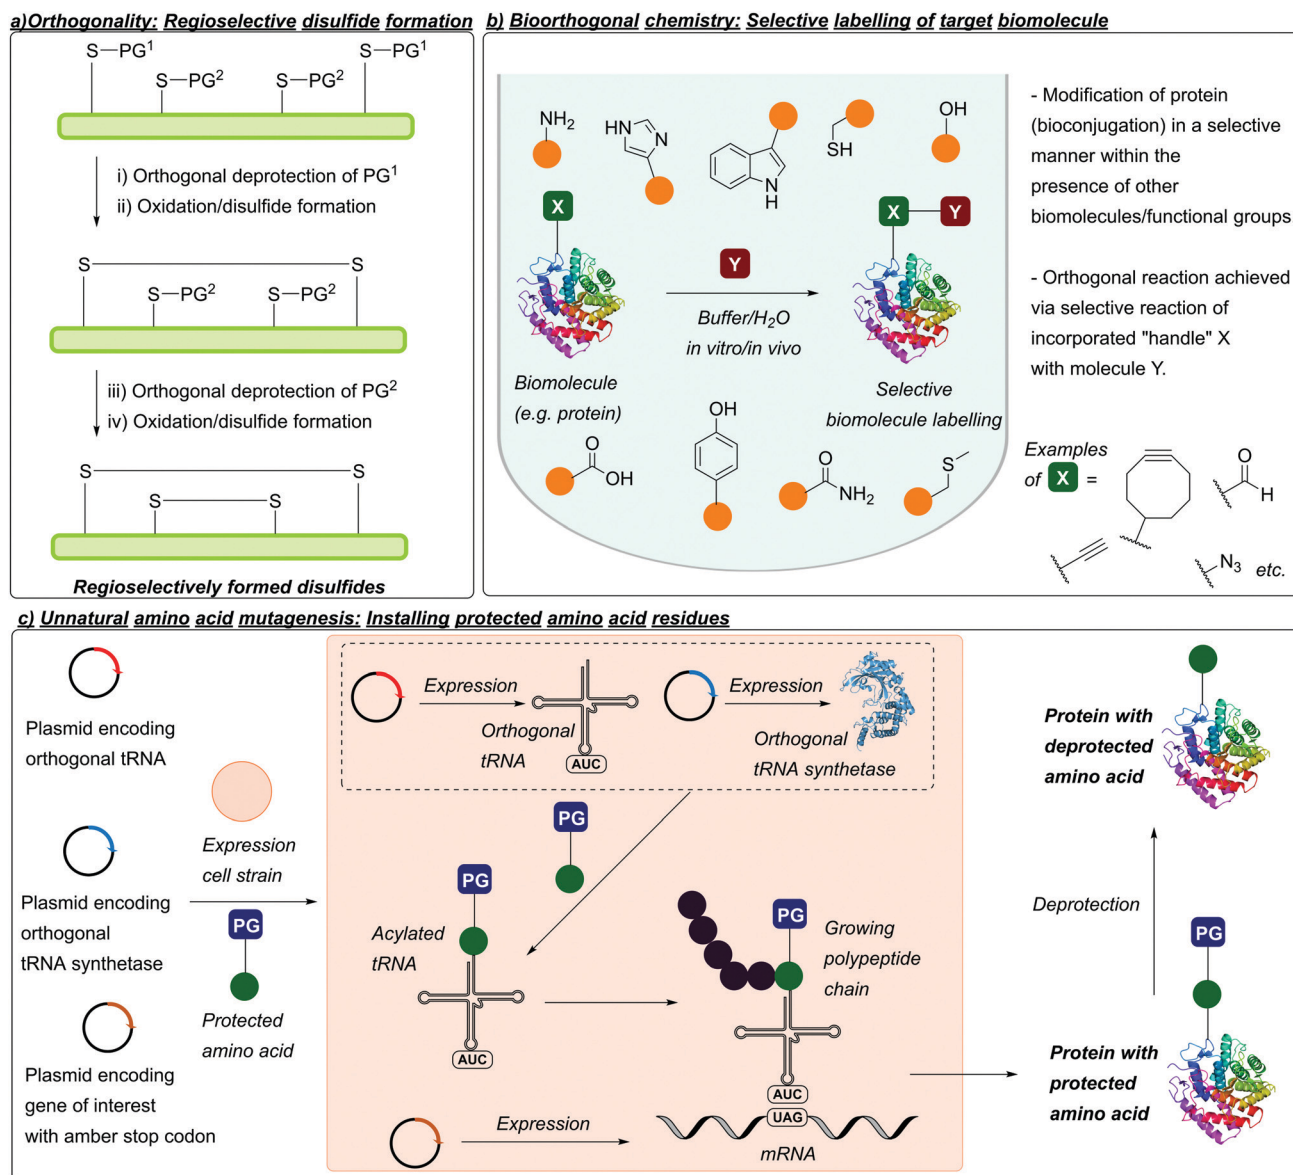 a)Orthogonality: Regioselective disulfide formation
S—PG¹
S—PG¹
S—PG²
S—PG²
i) Orthogonal deprotection of PG¹
ii) Oxidation/disulfide formation
S
S
S—PG²
S—PG²
iii) Orthogonal deprotection of PG²
iv) Oxidation/disulfide formation
S
S
S
S
Regioselectively formed disulfides
b) Bioorthogonal chemistry: Selective labelling of target biomolecule
NH₂
HN
N
N
H
SH
OH
X
X
Y
Y
Buffer/H₂O
in vitro/in vivo
Biomolecule
(e.g. protein)
Selective
biomolecule labelling
O
OH
OH
O
NH₂
S
- Modification of protein
(bioconjugation) in a selective
manner within the
presence of other
biomolecules/functional groups
- Orthogonal reaction achieved
via selective reaction of
incorporated "handle" X
with molecule Y.
Examples
of X =
O
H
N₃
etc.
c) Unnatural amino acid mutagenesis: Installing protected amino acid residues
Plasmid encoding
orthogonal tRNA
Plasmid encoding
orthogonal
tRNA synthetase
Plasmid encoding
gene of interest
with amber stop codon
Expression
cell strain
PG
Protected
amino acid
Expression
Orthogonal
tRNA
AUC
Expression
Orthogonal
tRNA synthetase
PG
PG
Acylated
tRNA
AUC
PG
Growing
polypeptide
chain
AUC
UAG
Expression
mRNA
Protein with
deprotected
amino acid
Deprotection
PG
Protein with
protected
amino acid